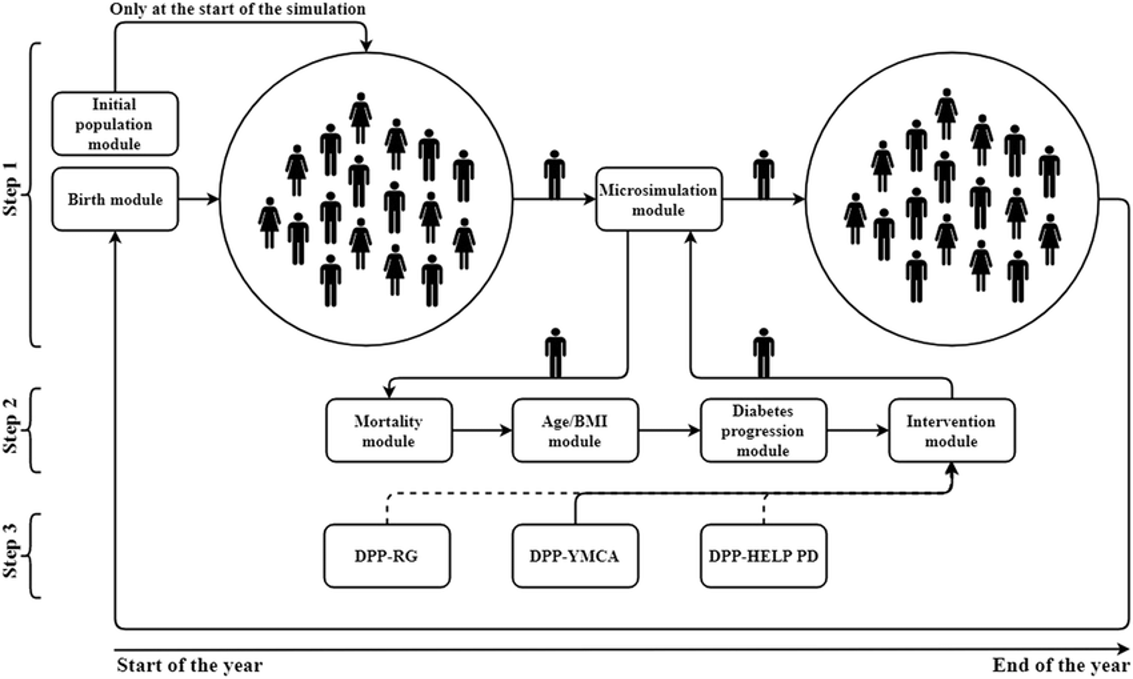 Only at the start of the simulation
Step 1
Initial
population
module
Birth module
Microsimulation
module
Step 2
Mortality
module
Age/BMI
module
Diabetes
progression
module
Intervention
module
Step 3
DPP-RG
DPP-YMCA
DPP-HELP PD
Start of the year
End of the year